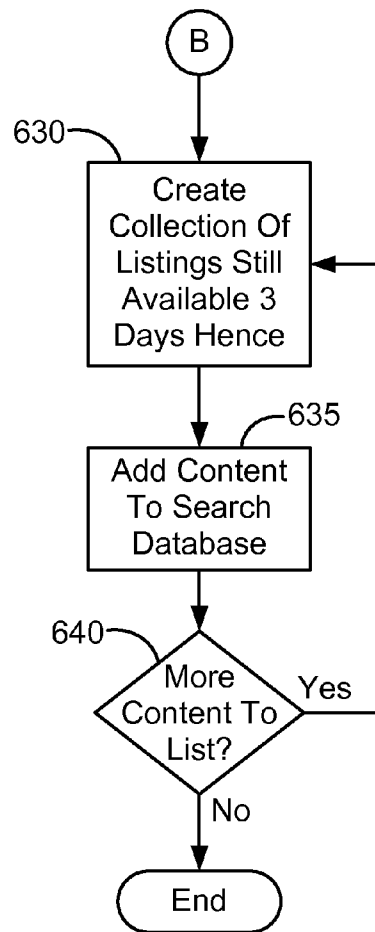 B
630
Create
Collection Of
Listings Still
Available 3
Days Hence
635
Add Content
To Search
Database
640
More
Content To
List?
Yes
No
End